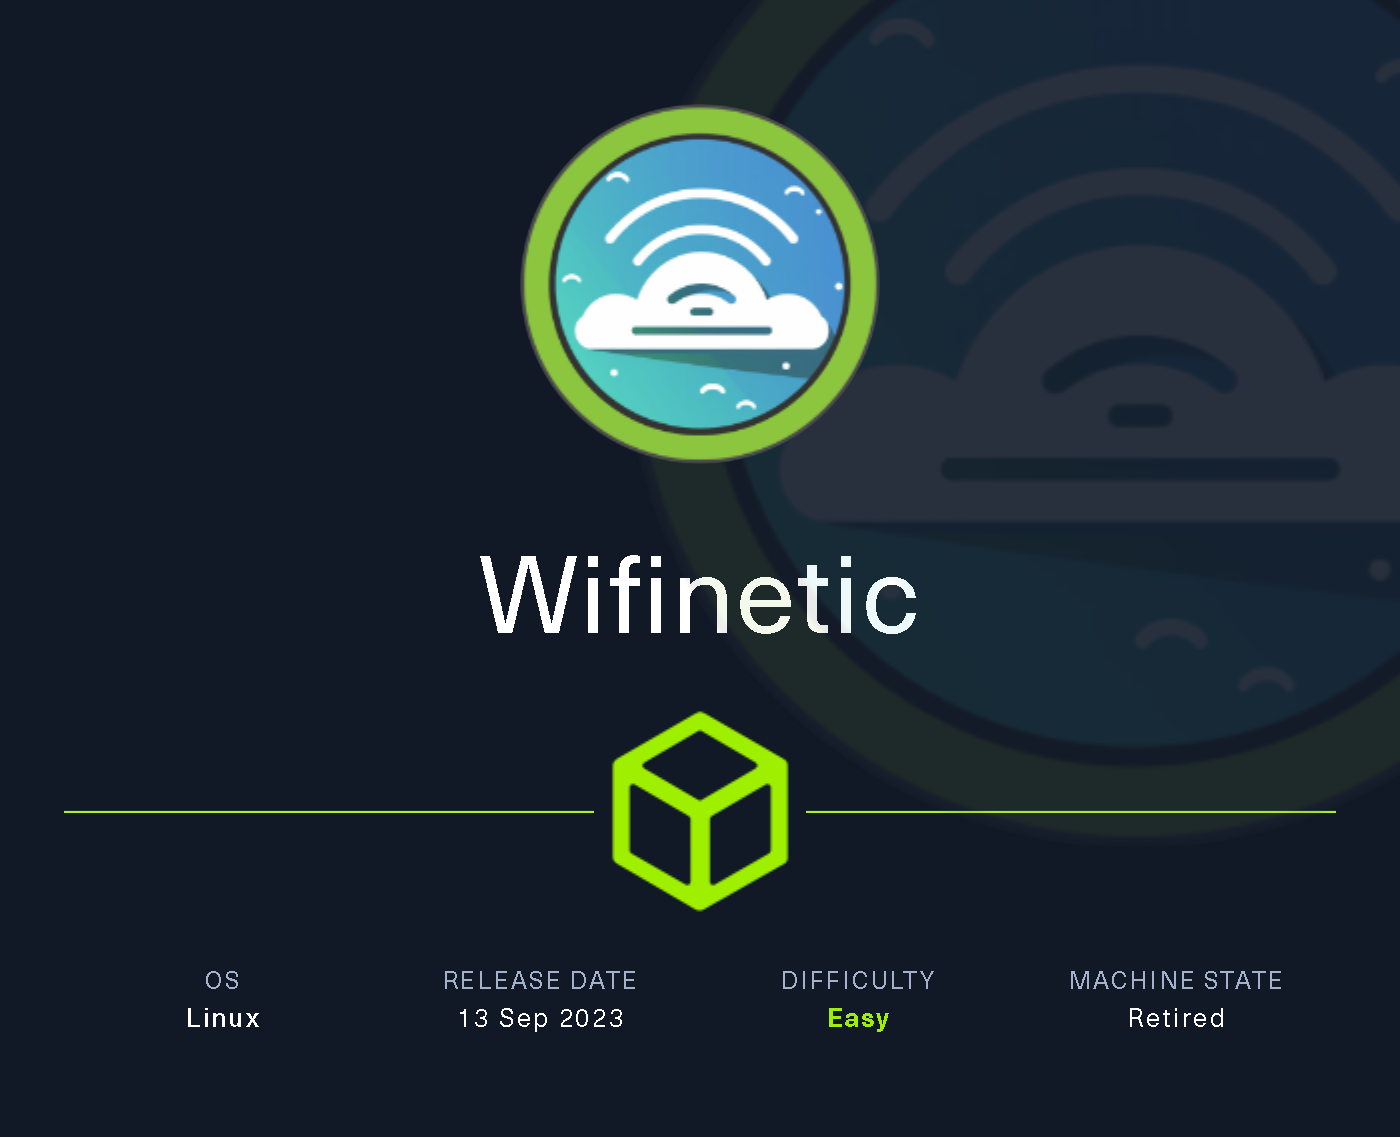 Wifinetic
OS
Linux
RELEASE DATE
13 Sep 2023
DIFFICULTY
Easy
MACHINE STATE
Retired